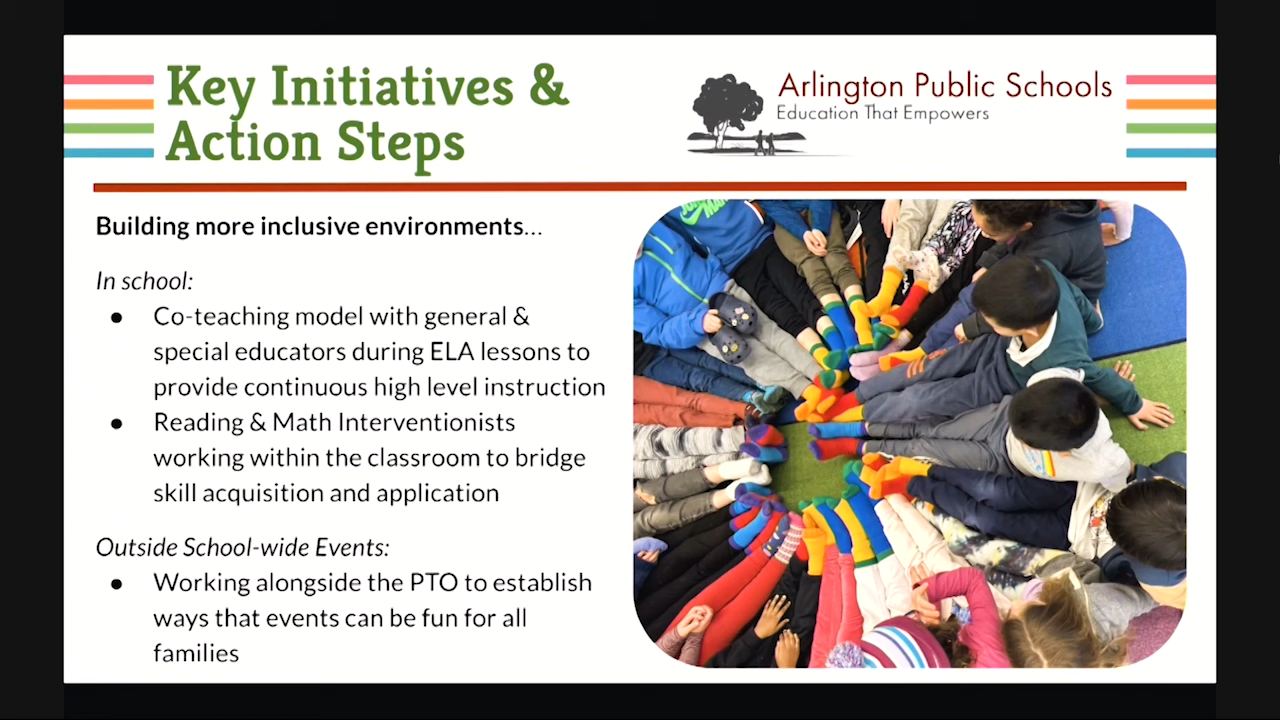 Key Initiatives &
Action Steps
Arlington Public Schools
Education That Empowers
Building more inclusive environments...
In school:
● Co-teaching model with general &
special educators during ELA lessons to
provide continuous high level instruction
● Reading & Math Interventionists
working within the classroom to bridge
skill acquisition and application
Outside School-wide Events:
● Working alongside the PTO to establish
ways that events can be fun for all
families